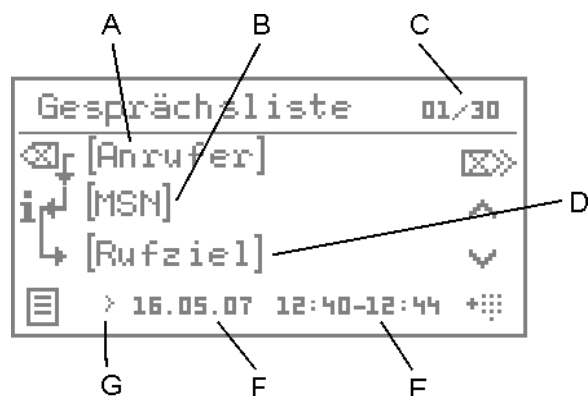 A B C
Gesprächsliste 01/30
[Anrufer]
i [MSN]
D
[Rufziel]
> 16.05.07 12:40-12:44
G F E